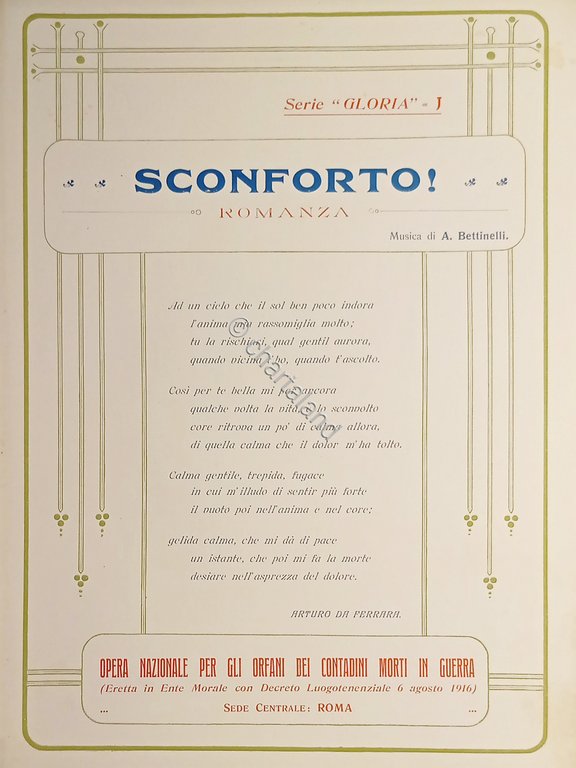 Serie "GLORIA" = J
SCONFORTO!
ROMANZA
Musica di A. Bettinelli.
Ad un cielo che il sol ben poco indora
l'anima mia rassomiglia molto;
tu la rischiari, qual gentil aurora,
quando vicina t'ho, quando t'ascolto.
Così per te bella mi par ancora
qualche volta la vita, lo sconvolto
core ritrova un po' di calma allora,
di quella calma che il dolor m'ha tolto.
Calma gentile, trepida, fugace
in cui m'illudo di sentir più forte
il vuoto poi nell'anima e nel core;
gelida calma, che mi dà di pace
un istante, che poi mi fa la morte
desiare nell'asprezza del dolore.
ARTURO DA FERRARA.
© chartaland
OPERA NAZIONALE PER GLI ORFANI DEI CONTADINI MORTI IN GUERRA
(Eretta in Ente Morale con Decreto Luogotenenziale 6 agosto 1916)
... SEDE CENTRALE: ROMA ...